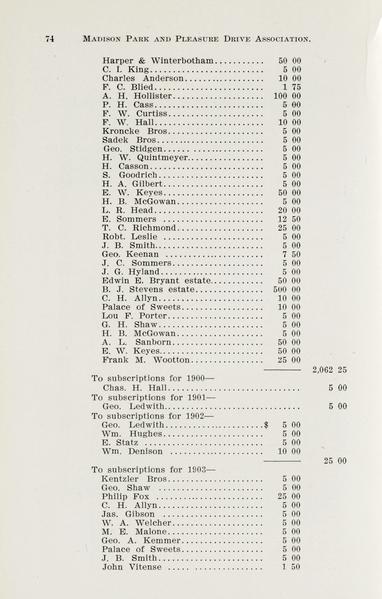 74 MADISON PARK AND PLEASURE DRIVE ASSOCIATION.
Harper & Winterbotham........... 50 00
C. I. King...................... 5 00
Charles Anderson................ 10 00
F. C. Blied..................... 1 75
A. H. Hollister................. 100 00
P. H. Cass...................... 5 00
F. W. Curtiss................... 5 00
F. W. Hall...................... 10 00
Kroncke Bros.................... 5 00
Sadek Bros...................... 5 00
Geo. Stidgen.................... 5 00
H. W. Quintmeyer................ 5 00
H. Casson....................... 5 00
S. Goodrich..................... 5 00
H. A. Gilbert................... 5 00
E. W. Keyes..................... 50 00
H. B. McGowan................... 5 00
L. R. Head...................... 20 00
E. Sommers ..................... 12 50
T. C. Richmond.................. 25 00
Robt. Leslie ................... 5 00
J. B. Smith..................... 5 00
Geo. Keenan .................... 7 50
J. C. Sommers................... 5 00
J. G. Hyland.................... 5 00
Edwin E. Bryant estate.......... 50 00
B. J. Stevens estate............ 500 00
C. H. Allyn..................... 10 00
Palace of Sweets................ 10 00
Lou F. Porter................... 5 00
G. H. Shaw...................... 5 00
H. B. McGowan................... 5 00
A. L. Sanborn................... 50 00
E. W. Keyes..................... 50 00
Frank M. Wootton................ 25 00
2,062 25
To subscriptions for 1900—
Chas. H. Hall.............................. 5 00
To subscriptions for 1901—
Geo. Ledwith............................... 5 00
To subscriptions for 1902—
Geo. Ledwith....................$ 5 00
Wm. Hughes...................... 5 00
E. Statz ....................... 5 00
Wm. Denison .................... 10 00
25 00
To subscriptions for 1903—
Kentzler Bros................... 5 00
Geo. Shaw ...................... 5 00
Philip Fox ..................... 25 00
C. H. Allyn..................... 5 00
Jas. Gibson .................... 5 00
W. A. Welcher................... 5 00
M. E. Malone.................... 5 00
Geo. A. Kemmer.................. 5 00
Palace of Sweets................ 5 00
J. B. Smith..................... 5 00
John Vitense ................... 1 50